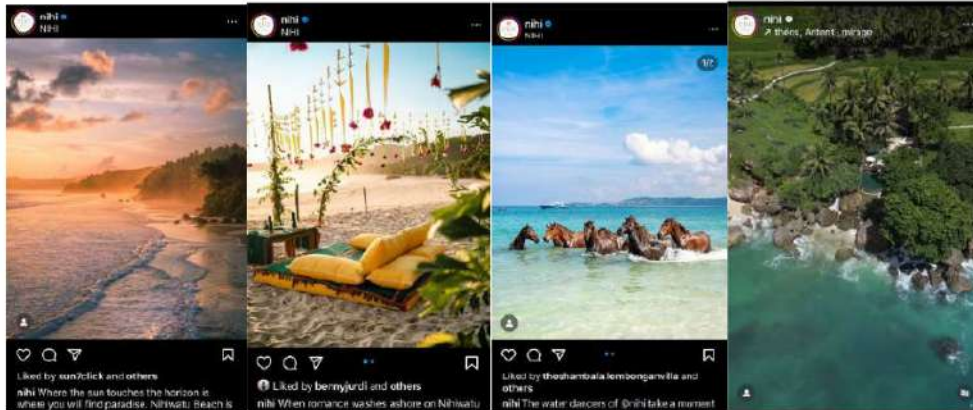 nihi
NIHI
Liked by sun7click and others
nihi Where the sun touches the horizon is
where you will find paradise. Nihiwatu Beach is
nihi
NIHI
Liked by bennyjurdi and others
nihi When romance washes ashore on Nihiwatu
nihi
NIHI
1/2
Liked by theshambala.lembonganvilla and
others
nihi The water dancers of @nihi take a moment
nihi